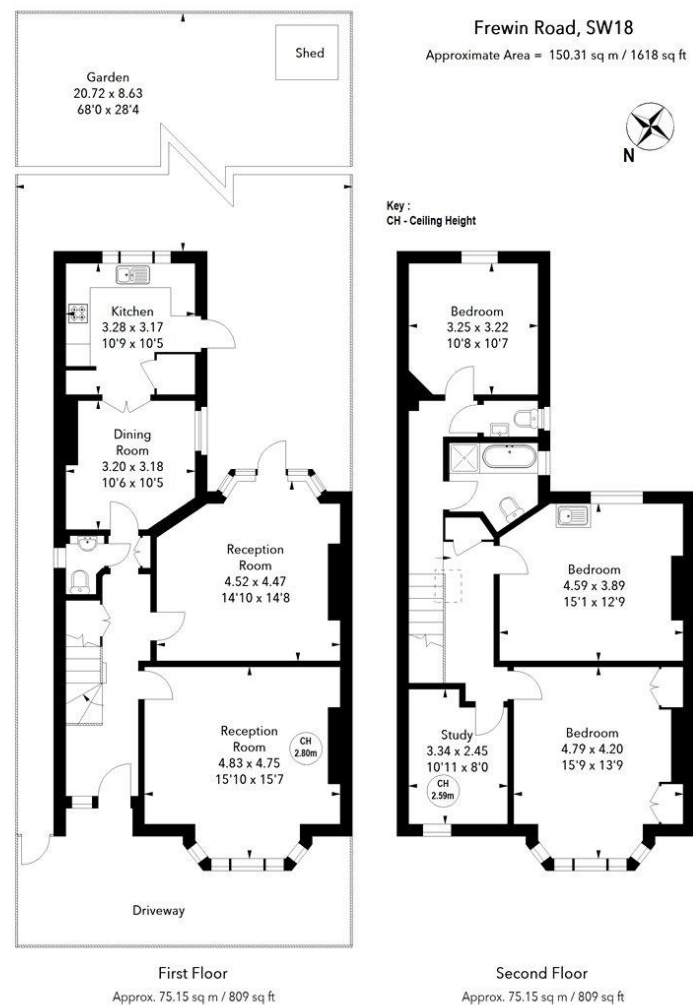 Frewin Road, SW18
Approximate Area = 150.31 sq m / 1618 sq ft
N
Key :
CH - Ceiling Height
Shed
Garden
20.72 x 8.63
68'0 x 28'4
Kitchen
3.28 x 3.17
10'9 x 10'5
Dining
Room
3.20 x 3.18
10'6 x 10'5
Reception
Room
4.52 x 4.47
14'10 x 14'8
Reception
Room
4.83 x 4.75
15'10 x 15'7
CH
2.80m
Driveway
First Floor
Approx. 75.15 sq m / 809 sq ft
Bedroom
3.25 x 3.22
10'8 x 10'7
Bedroom
4.59 x 3.89
15'1 x 12'9
Study
3.34 x 2.45
10'11 x 8'0
CH
2.59m
Bedroom
4.79 x 4.20
15'9 x 13'9
Second Floor
Approx. 75.15 sq m / 809 sq ft